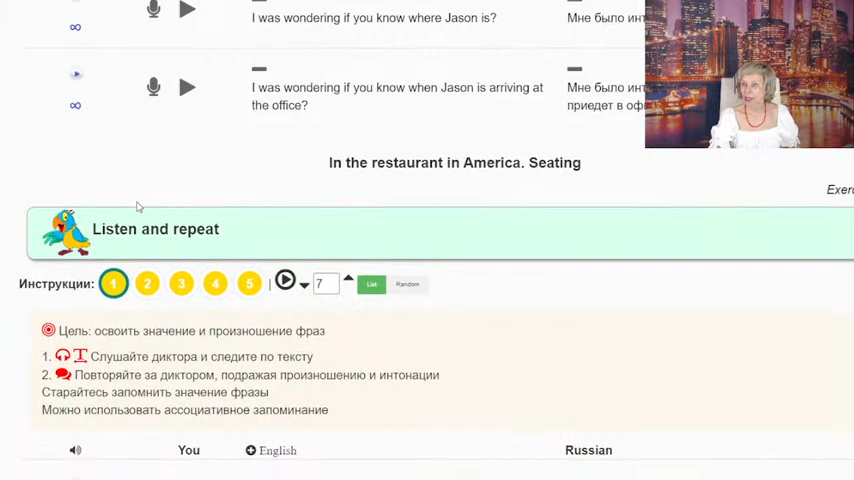 I was wondering if you know where Jason is?
Мне было инт
I was wondering if you know when Jason is arriving at
the office?
Мне было инт
приедет в оф
In the restaurant in America. Seating
Exerc
Listen and repeat
Инструкции: 1 2 3 4 5 | 7 List Random
Цель: освоить значение и произношение фраз
1. Слушайте диктора и следите по тексту
2. Повторяйте за диктором, подражая произношению и интонации
Старайтесь запомнить значение фразы
Можно использовать ассоциативное запоминание
You English Russian